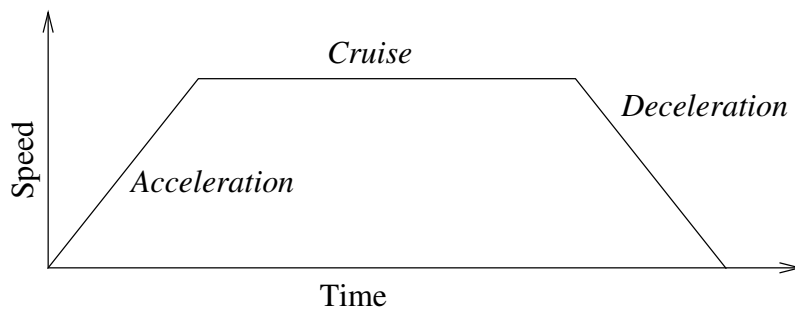 Cruise
Deceleration
Speed
Acceleration
Time